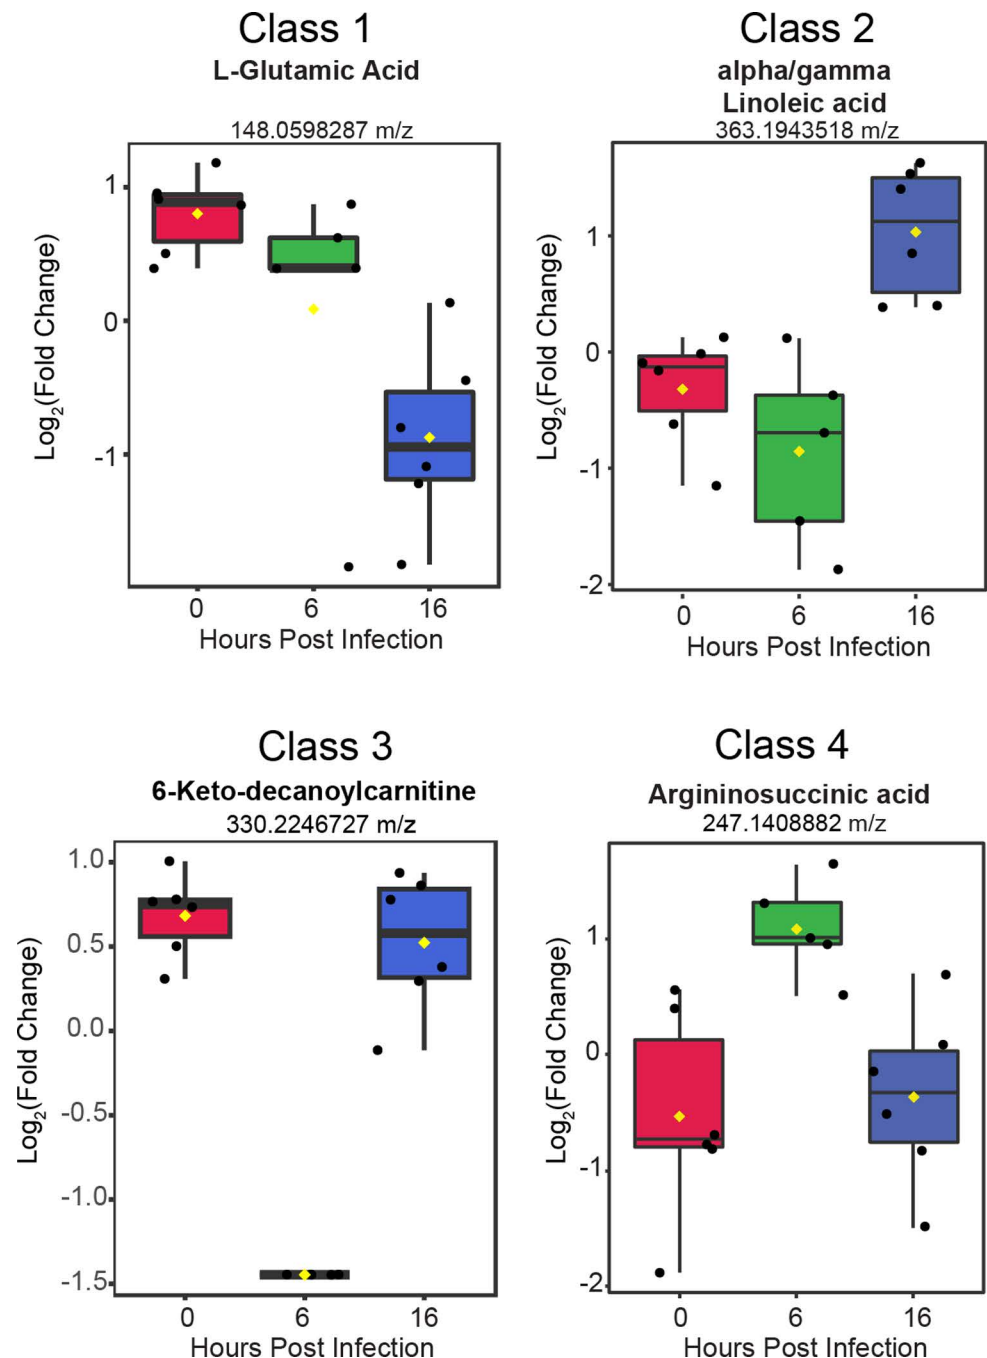 Class 1
L-Glutamic Acid
148.0598287 m/z
Log2(Fold Change)
1
0
-1
0 6 16
Hours Post Infection
Class 2
alpha/gamma
Linoleic acid
363.1943518 m/z
Log2(Fold Change)
1
0
-1
-2
0 6 16
Hours Post Infection
Class 3
6-Keto-decanoylcarnitine
330.2246727 m/z
Log2(Fold Change)
1.0
0.5
0.0
-0.5
-1.0
-1.5
0 6 16
Hours Post Infection
Class 4
Argininosuccinic acid
247.1408882 m/z
Log2(Fold Change)
1
0
-1
-2
0 6 16
Hours Post Infection